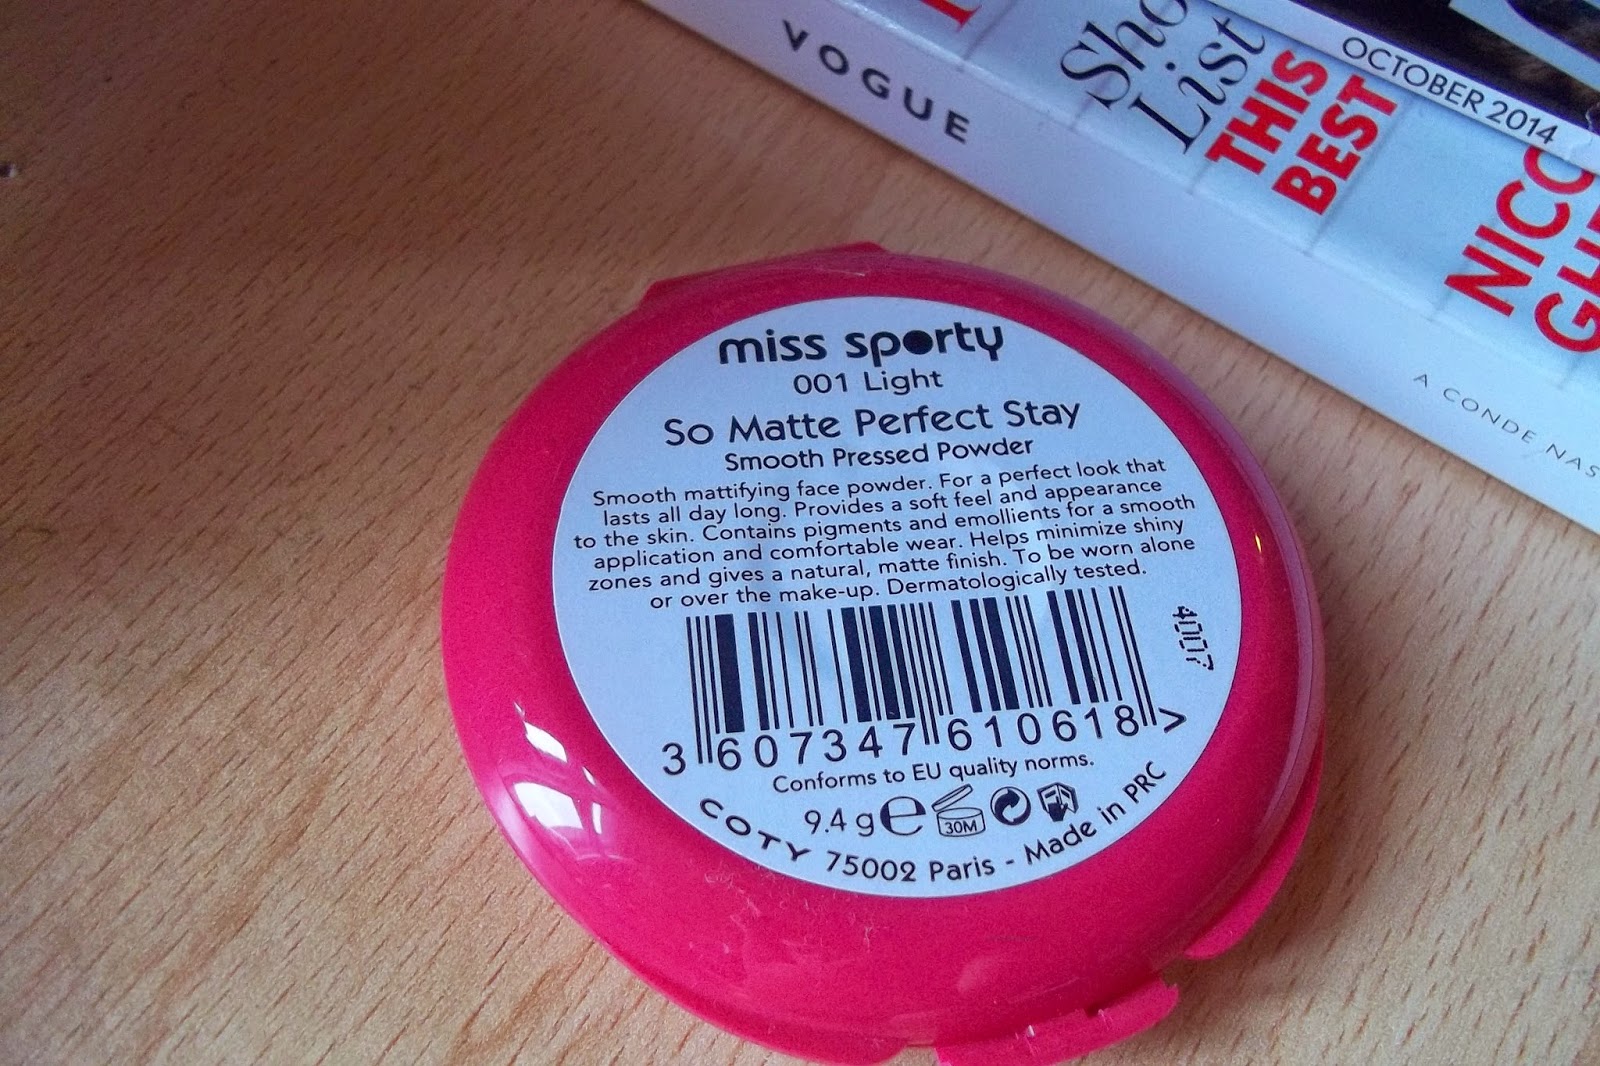 VOGUE
Sho
List
THIS
BEST
OCTOBER 2014
NICO
A CONDE NAS
miss sporty
001 Light
So Matte Perfect Stay
Smooth Pressed Powder
Smooth mattifying face powder. For a perfect look that
lasts all day long. Provides a soft feel and appearance
to the skin. Contains pigments and emollients for a smooth
application and comfortable wear. Helps minimize shiny
zones and gives a natural, matte finish. To be worn alone
or over the make-up. Dermatologically tested.
4007
3 607347 610618 >
Conforms to EU quality norms.
9.4 g e 30M
COTY 75002 Paris - Made in PRC